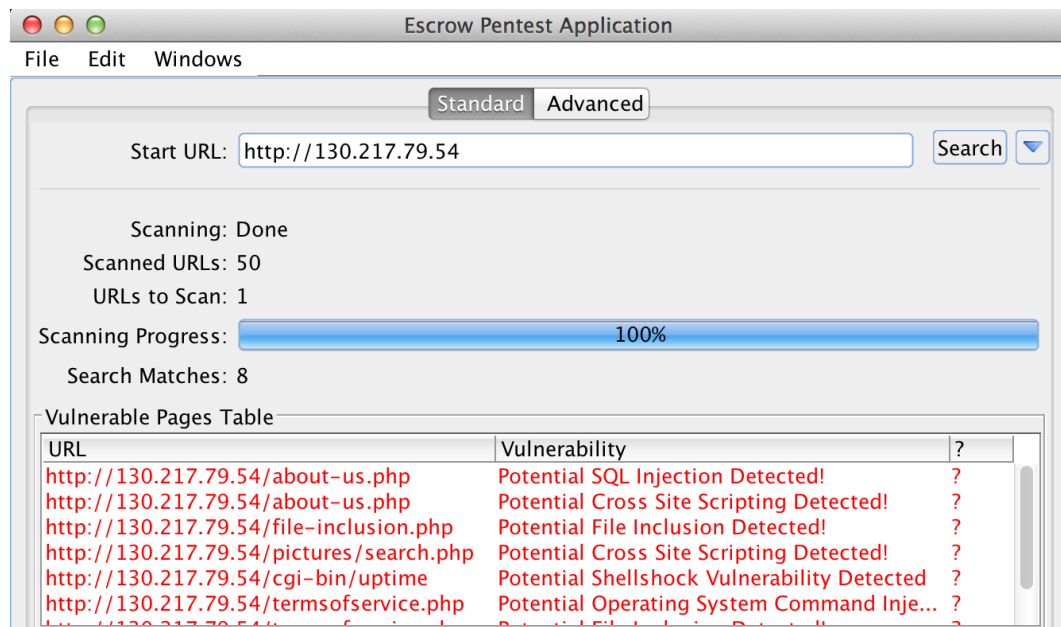 Escrow Pentest Application
File Edit Windows
Standard Advanced
Start URL: http://130.217.79.54 Search
Scanning: Done
Scanned URLs: 50
URLs to Scan: 1
Scanning Progress: 100%
Search Matches: 8
Vulnerable Pages Table
URL Vulnerability ?
http://130.217.79.54/about-us.php Potential SQL Injection Detected! ?
http://130.217.79.54/about-us.php Potential Cross Site Scripting Detected! ?
http://130.217.79.54/file-inclusion.php Potential File Inclusion Detected! ?
http://130.217.79.54/pictures/search.php Potential Cross Site Scripting Detected! ?
http://130.217.79.54/cgi-bin/uptime Potential Shellshock Vulnerability Detected ?
http://130.217.79.54/termsofservice.php Potential Operating System Command Inje... ?